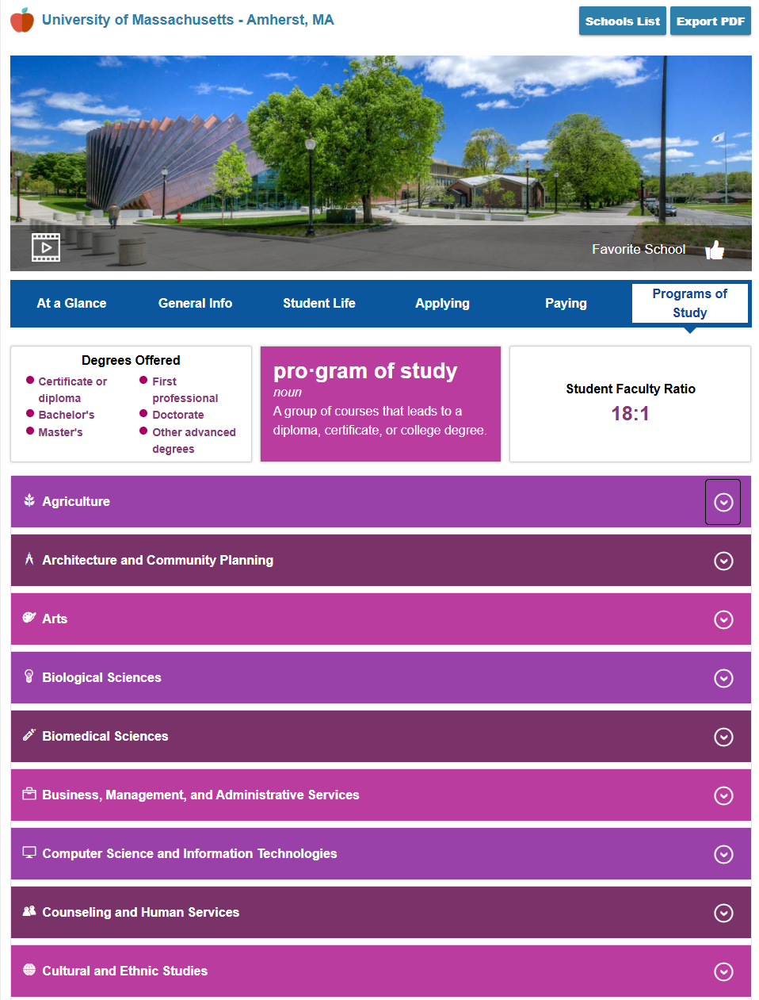 University of Massachusetts - Amherst, MA
Schools List
Export PDF
Favorite School
At a Glance
General Info
Student Life
Applying
Paying
Programs of
Study
Degrees Offered
Certificate or
diploma
Bachelor's
Master's
First
professional
Doctorate
Other advanced
degrees
pro·gram of study
noun
A group of courses that leads to a
diploma, certificate, or college degree.
Student Faculty Ratio
18:1
Agriculture
Architecture and Community Planning
Arts
Biological Sciences
Biomedical Sciences
Business, Management, and Administrative Services
Computer Science and Information Technologies
Counseling and Human Services
Cultural and Ethnic Studies